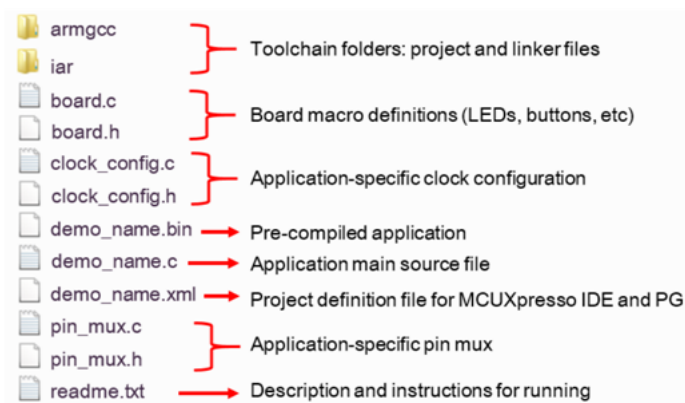 armgcc
iar
Toolchain folders: project and linker files
board.c
board.h
Board macro definitions (LEDs, buttons, etc)
clock_config.c
clock_config.h
Application-specific clock configuration
demo_name.bin Pre-compiled application
demo_name.c Application main source file
demo_name.xml Project definition file for MCUXpresso IDE and PG
pin_mux.c
pin_mux.h
Application-specific pin mux
readme.txt Description and instructions for running